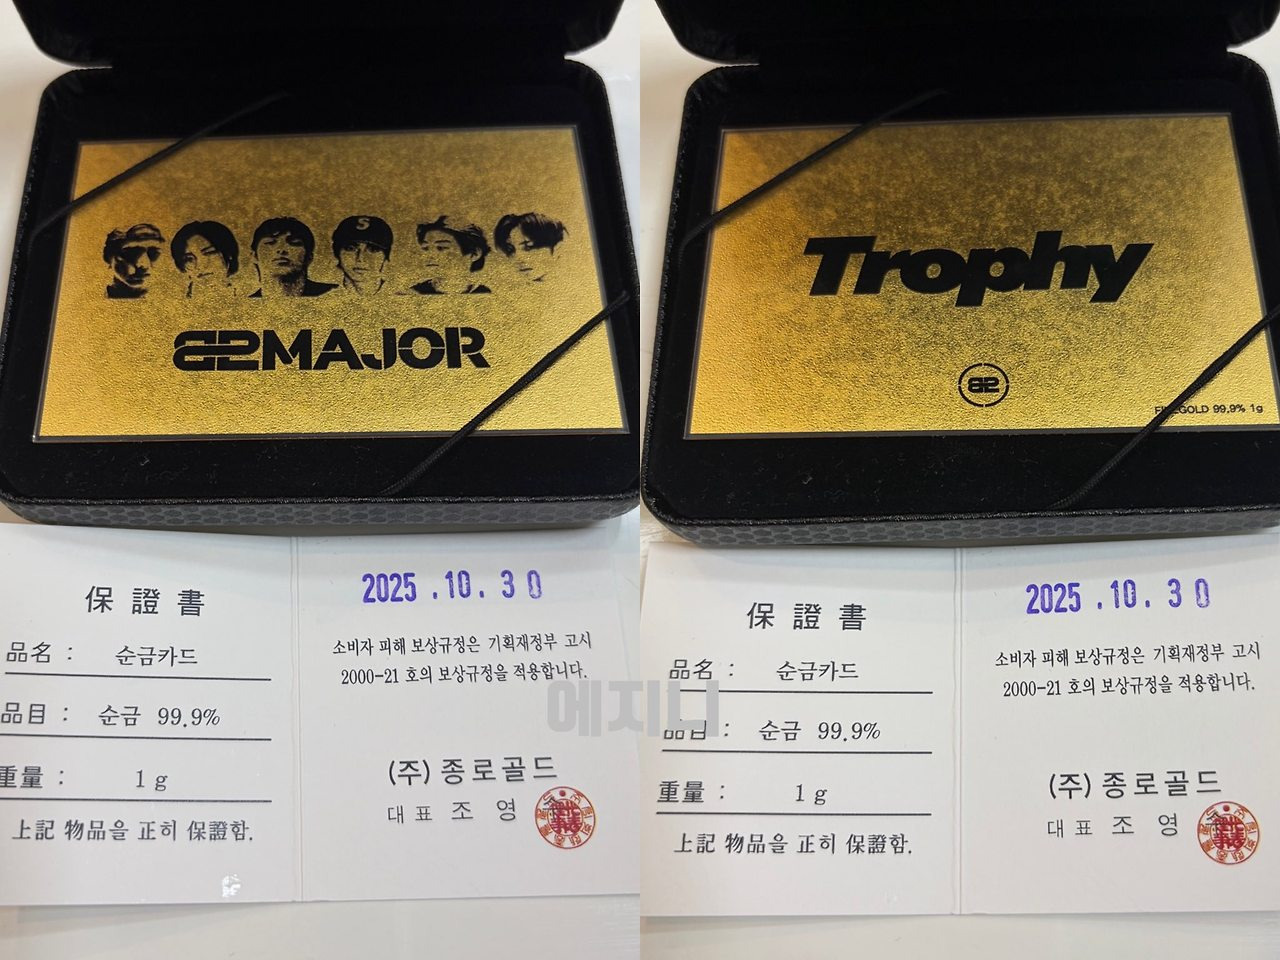 S
82MAJOR
保 證 書
品名 : 순금카드
品目 : 순금 99.9%
重量 : 1 g
上記 物品을 正히 保證함.
2025 .10. 3 0
소비자 피해 보상규정은 기획재정부 고시
2000-21 호의 보상규정을 적용합니다.
(주) 종로골드
대 표 조 영
에지니
Trophy
82
99.9% 1g
保 證 書
品名 : 순금카드
品目 : 순금 99.9%
重量 : 1 g
上記 物品을 正히 保證함.
2025 .10. 3 0
소비자 피해 보상규정은 기획재정부 고시
2000-21 호의 보상규정을 적용합니다.
(주) 종로골드
대 표 조 영